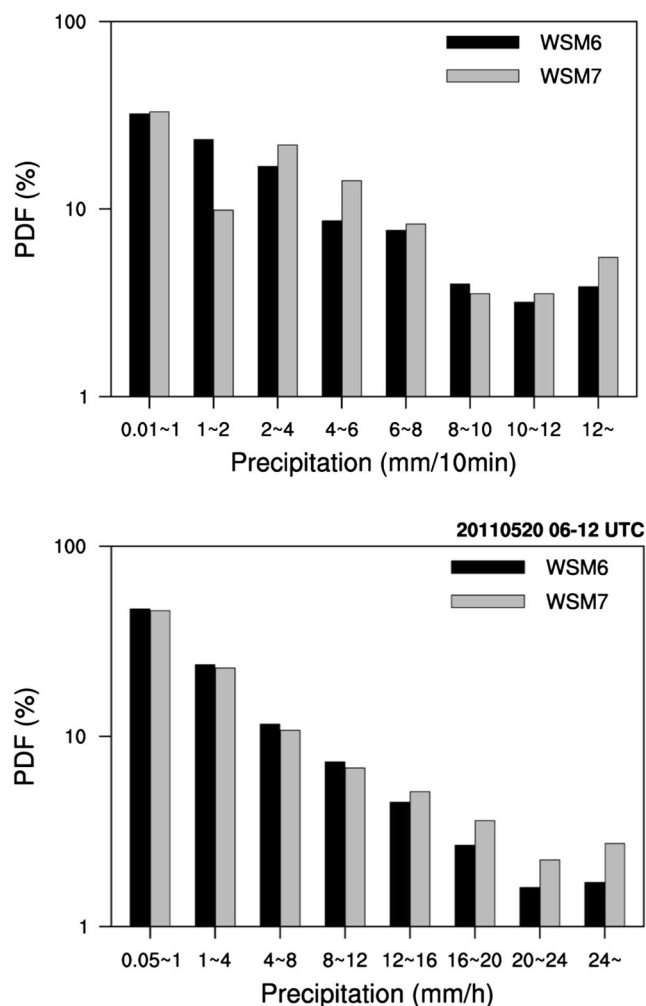 100
WSM6
WSM7
PDF (%)
10
1
0.01~1 1~2 2~4 4~6 6~8 8~10 10~12 12~
Precipitation (mm/10min)
20110520 06-12 UTC
100
WSM6
WSM7
PDF (%)
10
1
0.05~1 1~4 4~8 8~12 12~16 16~20 20~24 24~
Precipitation (mm/h)